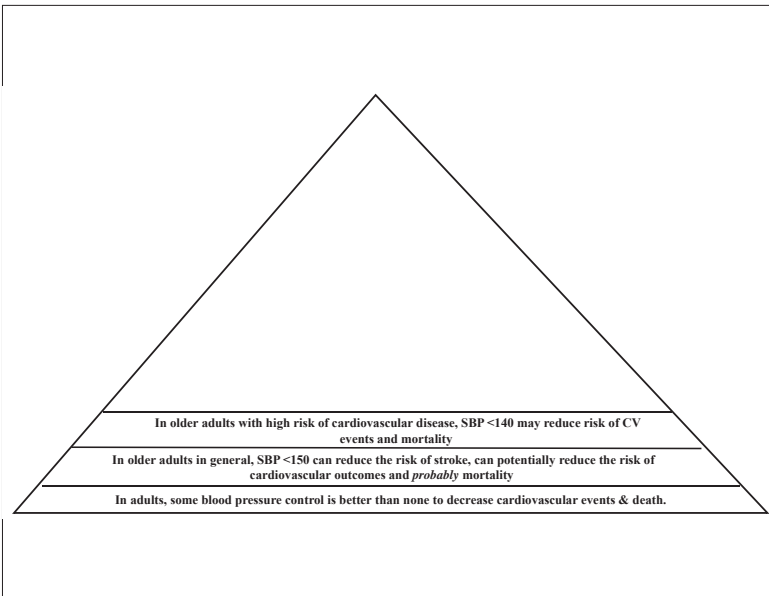 In older adults with high risk of cardiovascular disease, SBP <140 may reduce risk of CV
events and mortality
In older adults in general, SBP <150 can reduce the risk of stroke, can potentially reduce the risk of
cardiovascular outcomes and probably mortality
In adults, some blood pressure control is better than none to decrease cardiovascular events & death.